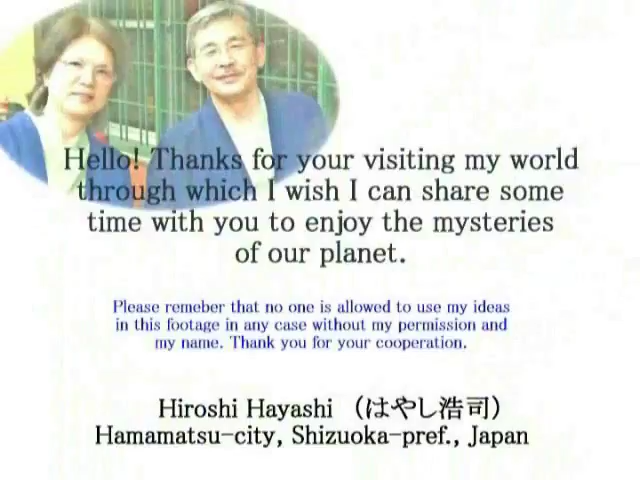 Hello! Thanks for your visiting my world
through which I wish I can share some
time with you to enjoy the mysteries
of our planet.
Please remeber that no one is allowed to use my ideas
in this footage in any case without my permission and
my name. Thank you for your cooperation.
Hiroshi Hayashi （はやし浩司）
Hamamatsu-city, Shizuoka-pref., Japan